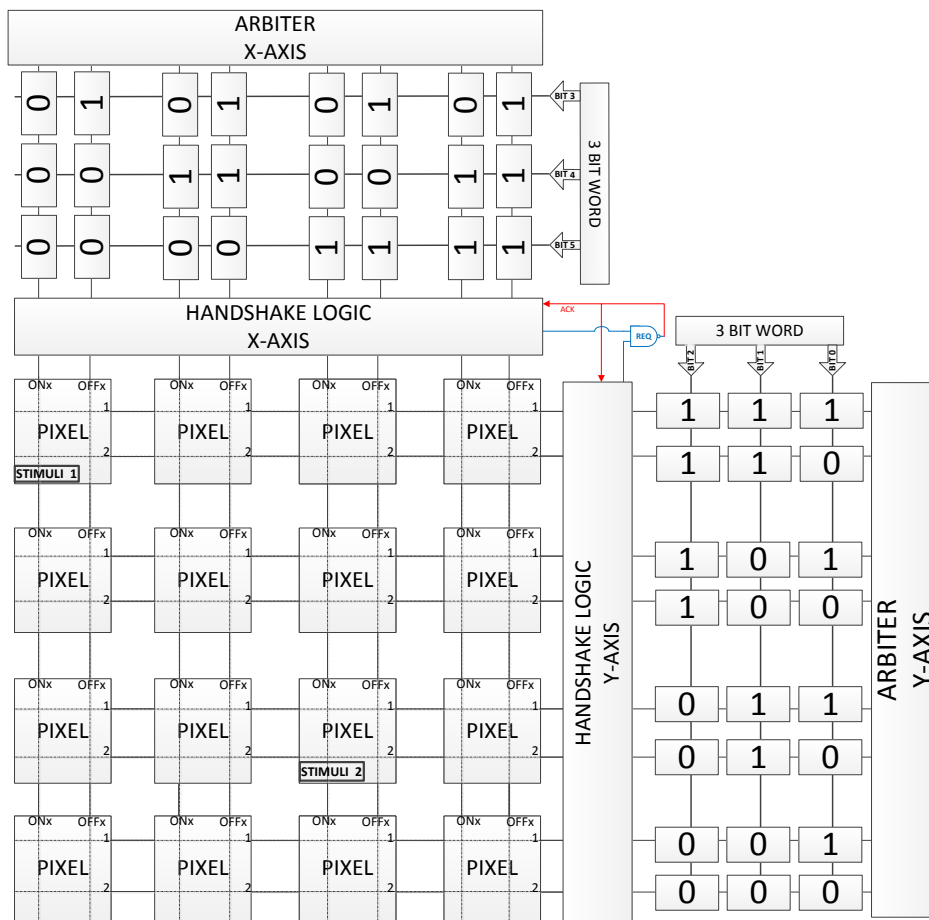 ARBITER
X-AXIS
0 1 0 1 0 1 0 1
BIT 3
0 0 1 1 0 0 1 1
BIT 4
0 0 0 0 1 1 1 1
BIT 5
3 BIT WORD
HANDSHAKE LOGIC
X-AXIS
ACK
REQ
3 BIT WORD
BIT 2 BIT 1 BIT 0
ONx OFFx ONx OFFx ONx OFFx ONx OFFx
1 1 1 1
PIXEL PIXEL PIXEL PIXEL
2 2 2 2
STIMULI 1
ONx OFFx ONx OFFx ONx OFFx ONx OFFx
1 1 1 1
PIXEL PIXEL PIXEL PIXEL
2 2 2 2
ONx OFFx ONx OFFx ONx OFFx ONx OFFx
1 1 1 1
PIXEL PIXEL PIXEL PIXEL
2 2 2 2
STIMULI 2
ONx OFFx ONx OFFx ONx OFFx ONx OFFx
1 1 1 1
PIXEL PIXEL PIXEL PIXEL
2 2 2 2
HANDSHAKE LOGIC
Y-AXIS
1 1 1
1 1 0
1 0 1
1 0 0
0 1 1
0 1 0
0 0 1
0 0 0
ARBITER
Y-AXIS